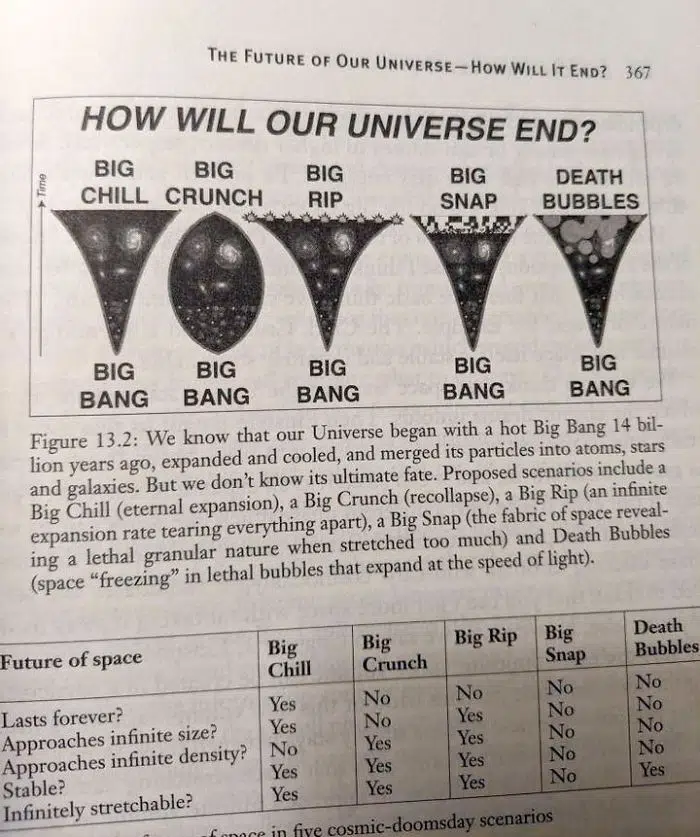 THE FUTURE OF OUR UNIVERSE—HOW WILL IT END? 367
HOW WILL OUR UNIVERSE END?
Time
BIG CHILL
BIG CRUNCH
BIG RIP
BIG SNAP
DEATH BUBBLES
BIG BANG
BIG BANG
BIG BANG
BIG BANG
BIG BANG
Figure 13.2: We know that our Universe began with a hot Big Bang 14 bil-
lion years ago, expanded and cooled, and merged its particles into atoms, stars
and galaxies. But we don't know its ultimate fate. Proposed scenarios include a
Big Chill (eternal expansion), a Big Crunch (recollapse), a Big Rip (an infinite
expansion rate tearing everything apart), a Big Snap (the fabric of space reveal-
ing a lethal granular nature when stretched too much) and Death Bubbles
(space “freezing” in lethal bubbles that expand at the speed of light).
Future of space Big Chill Big Crunch Big Rip Big Snap Death Bubbles
Lasts forever? Yes No No No No
Approaches infinite size? Yes No Yes No No
Approaches infinite density? No Yes Yes No No
Stable? Yes Yes Yes No No
Infinitely stretchable? Yes Yes Yes No Yes
of space in five cosmic-doomsday scenarios